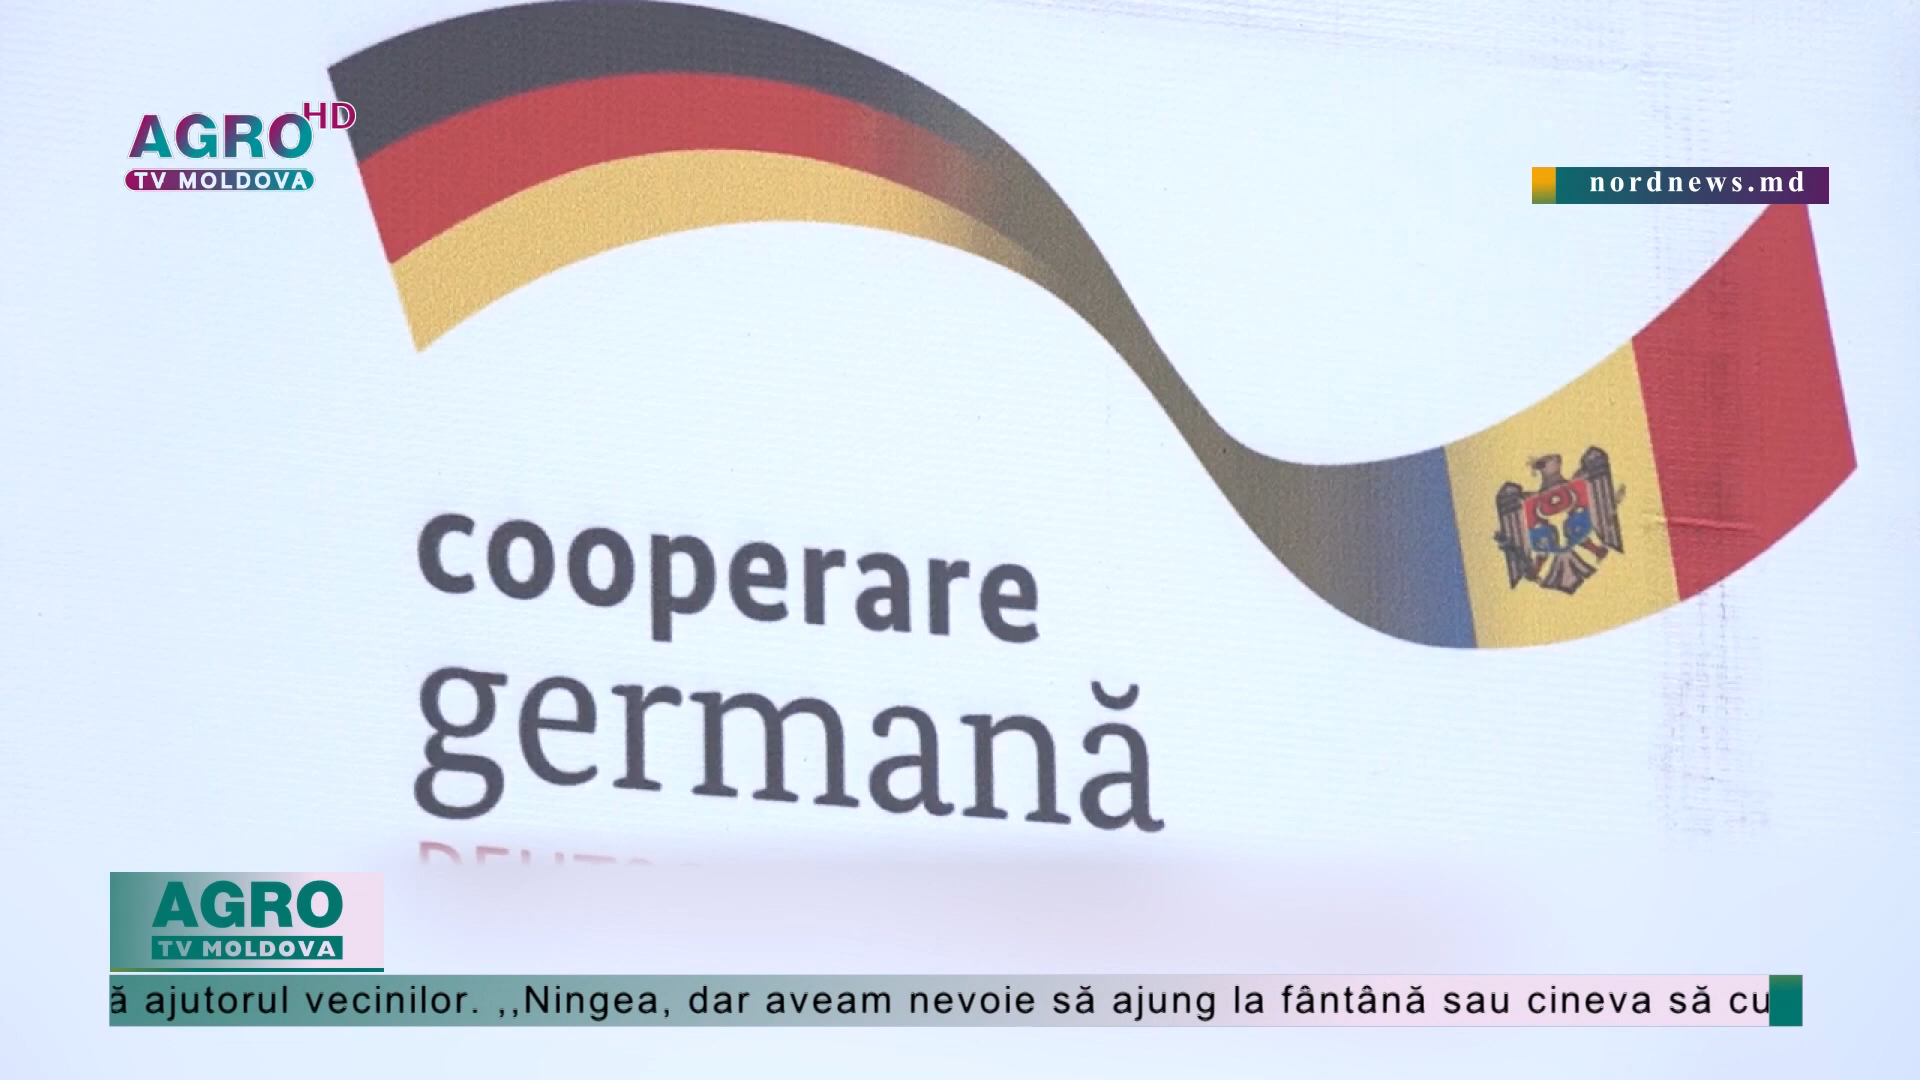 AGRO HD
TV MOLDOVA
nordnews.md
cooperare
germană
AGRO
TV MOLDOVA
ă ajutorul vecinilor. ,,Ningea, dar aveam nevoie să ajung la fântână sau cineva să cu